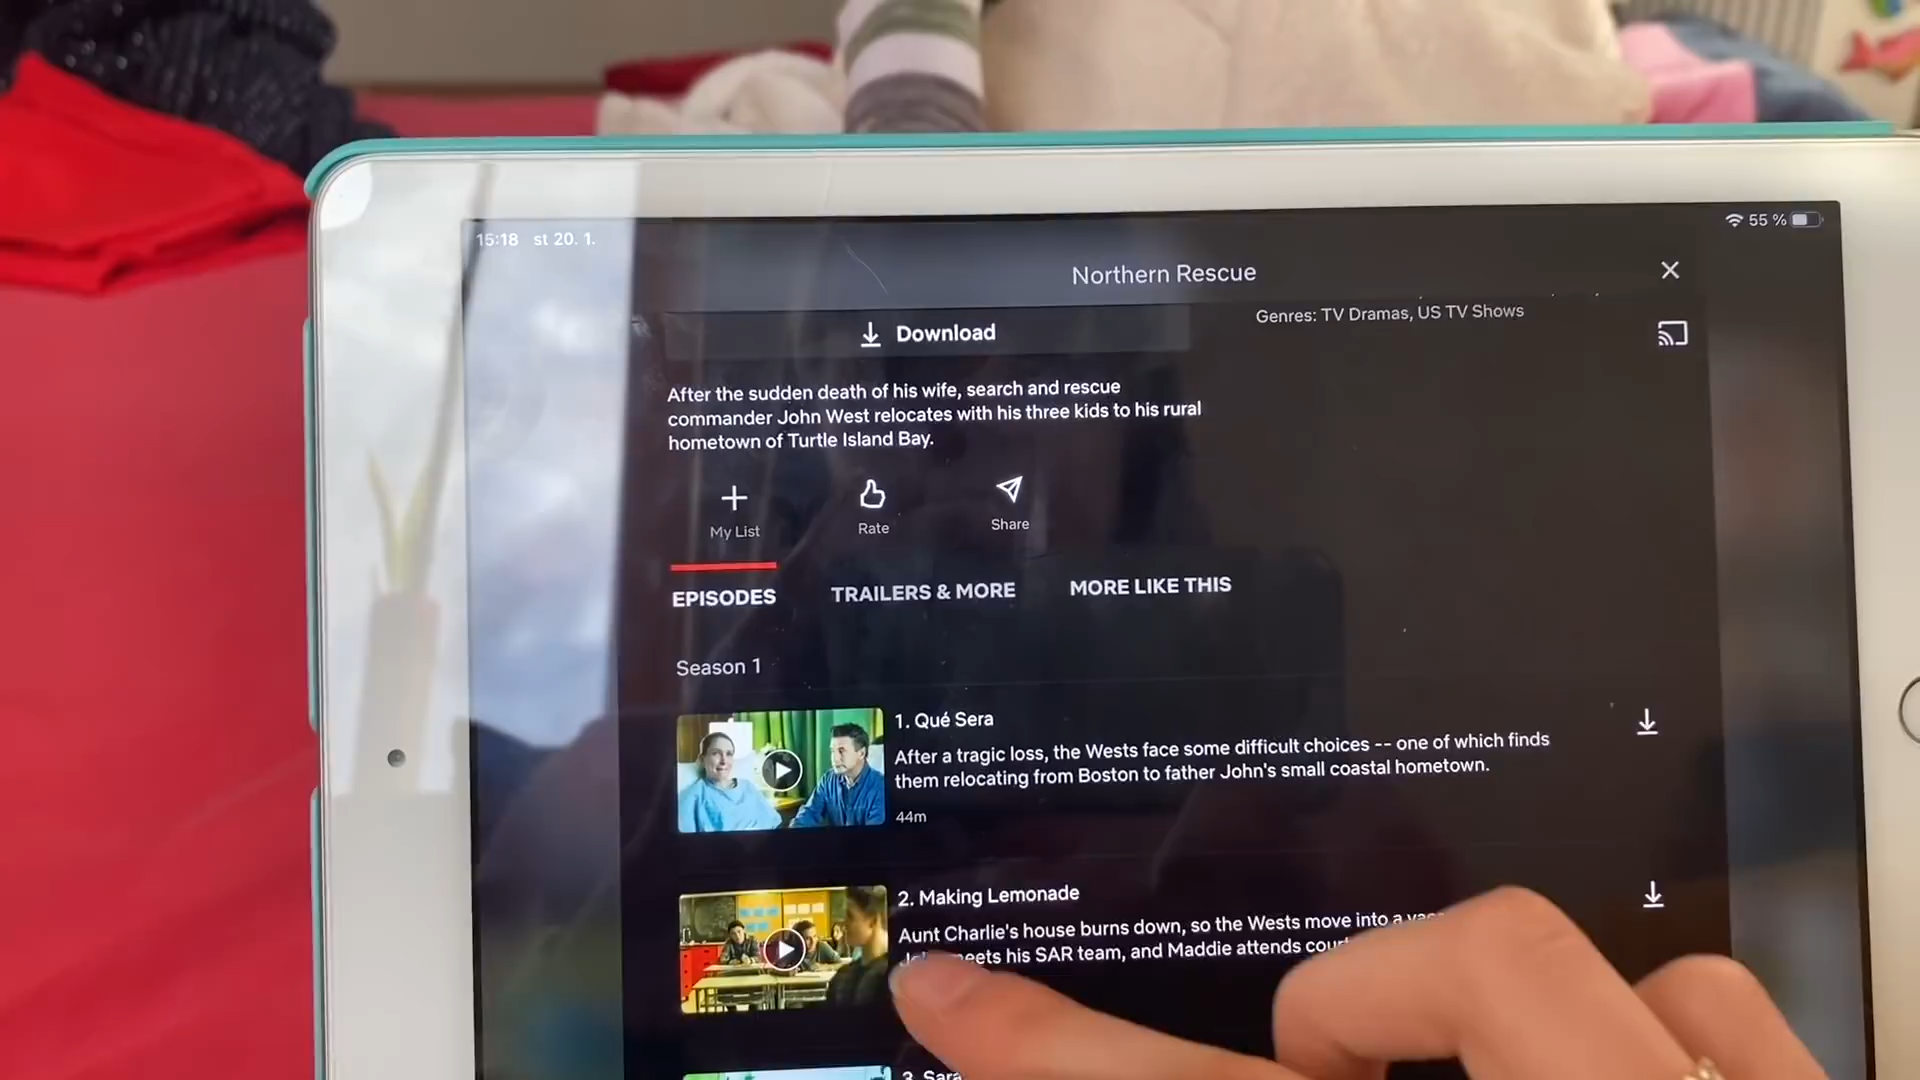 15:18 st 20. 1.
55 %
Northern Rescue
Download
Genres: TV Dramas, US TV Shows
After the sudden death of his wife, search and rescue
commander John West relocates with his three kids to his rural
hometown of Turtle Island Bay.
My List
Rate
Share
EPISODES
TRAILERS & MORE
MORE LIKE THIS
Season 1
1. Qué Sera
After a tragic loss, the Wests face some difficult choices -- one of which finds
them relocating from Boston to father John's small coastal hometown.
44m
2. Making Lemonade
Aunt Charlie's house burns down, so the Wests move into a
his SAR team, and Maddie attends
3.